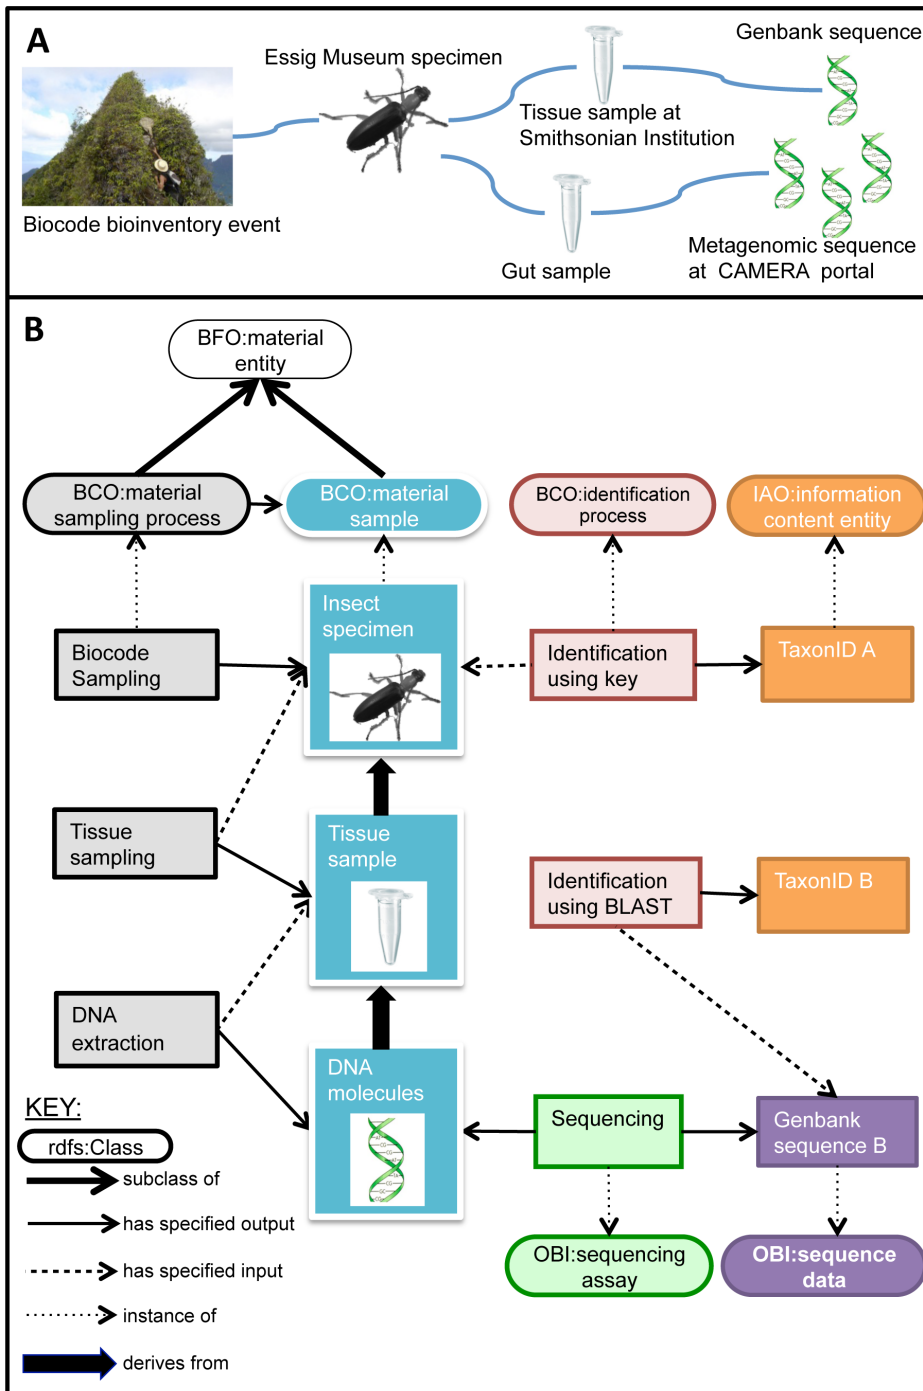 A
Essig Museum specimen
Genbank sequence
Tissue sample at
Smithsonian Institution
Biocode bioinventory event
Gut sample
Metagenomic sequence
at CAMERA portal
B
BFO:material
entity
BCO:material
sampling process
BCO:material
sample
BCO:identification
process
IAO:information
content entity
Biocode
Sampling
Insect
specimen
Identification
using key
TaxonID A
Tissue
sampling
Tissue
sample
Identification
using BLAST
TaxonID B
DNA
extraction
DNA
molecules
Sequencing
Genbank
sequence B
OBI:sequencing
assay
OBI:sequence
data
KEY:
rdfs:Class
subclass of
has specified output
has specified input
instance of
derives from